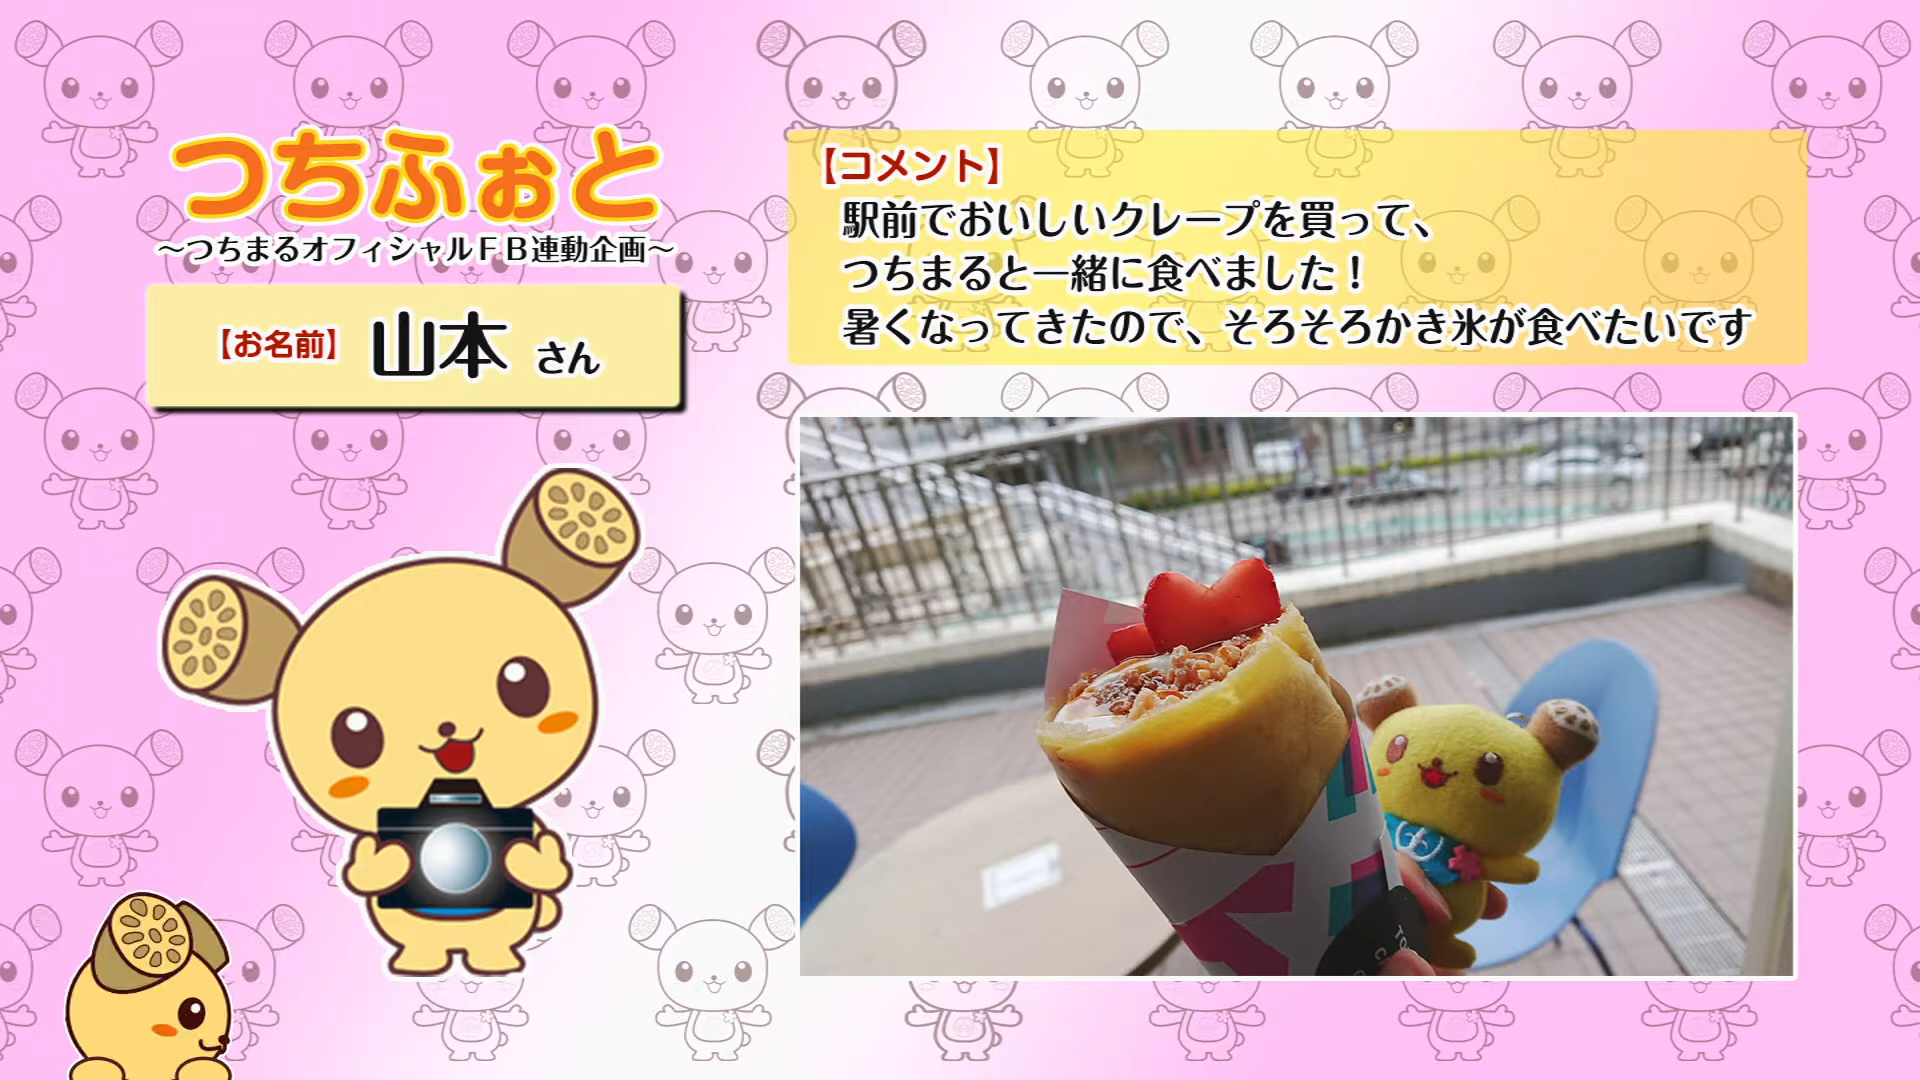 つちふぉと
～つちまるオフィシャルＦＢ連動企画～
【お名前】 山本 さん
【コメント】
駅前でおいしいクレープを買って、
つちまると一緒に食べました！
暑くなってきたので、そろそろかき氷が食べたいです